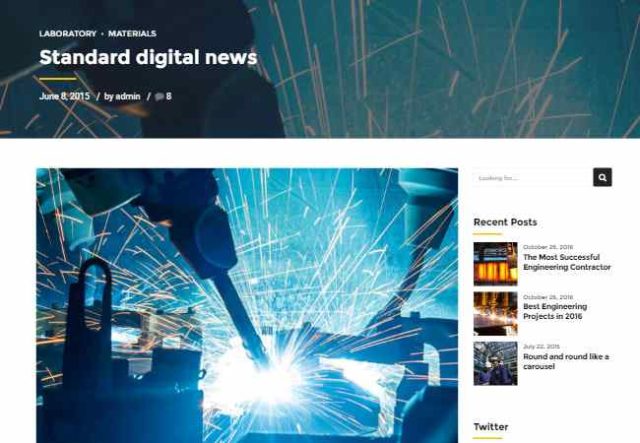 LABORATORY • MATERIALS
Standard digital news
June 8, 2015 / by admin / 8
Looking for...
Recent Posts
October 26, 2016
The Most Successful
Engineering Contractor
October 26, 2016
Best Engineering
Projects in 2016
July 22, 2016
Round and round like a
carousel
Twitter